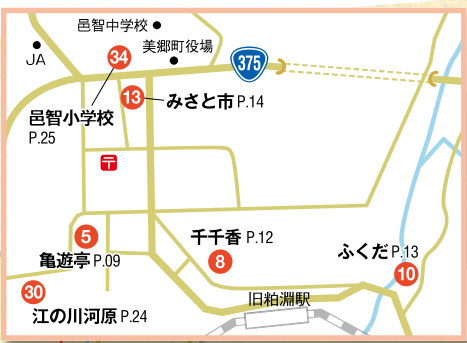 邑智中学校
JA
34
美郷町役場
375
13
みさと市 P.14
邑智小学校
P.25
〒
5
千千香 P.12
亀遊亭 P.09
8
ふくだ P.13
10
30
旧粕淵駅
江の川河原 P.24